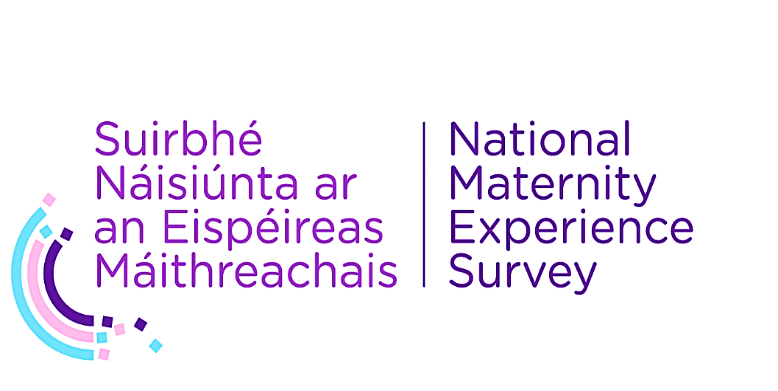 Suirbhé
Náisiúnta ar
an Eispéireas
Máithreachais
National
Maternity
Experience
Survey